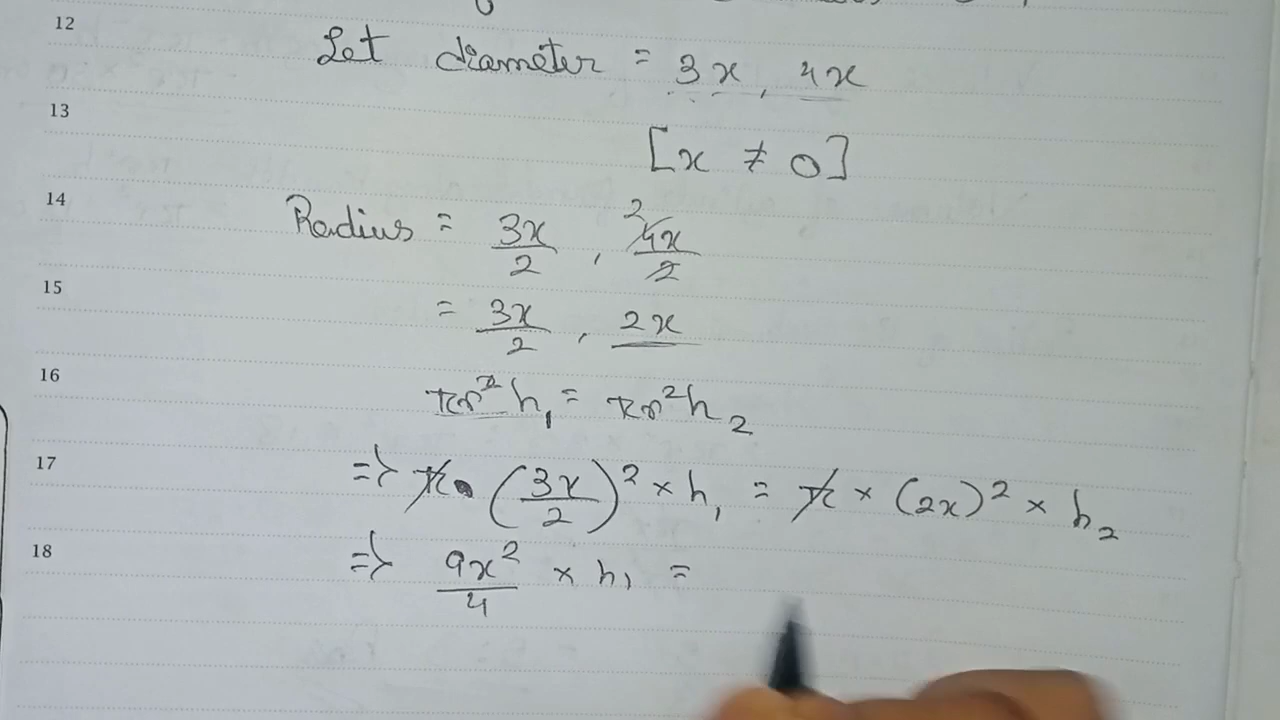 12
Let diameter = 3x, 4x
13
[x ≠ 0]
14
Radius = 3x/2, 2 4x/2
15
= 3x/2, 2x
16
πr²h₁ = πr²h₂
17
=> π (3x/2)² × h₁ = π × (2x)² × h₂
18
=> 9x²/4 × h₁ =